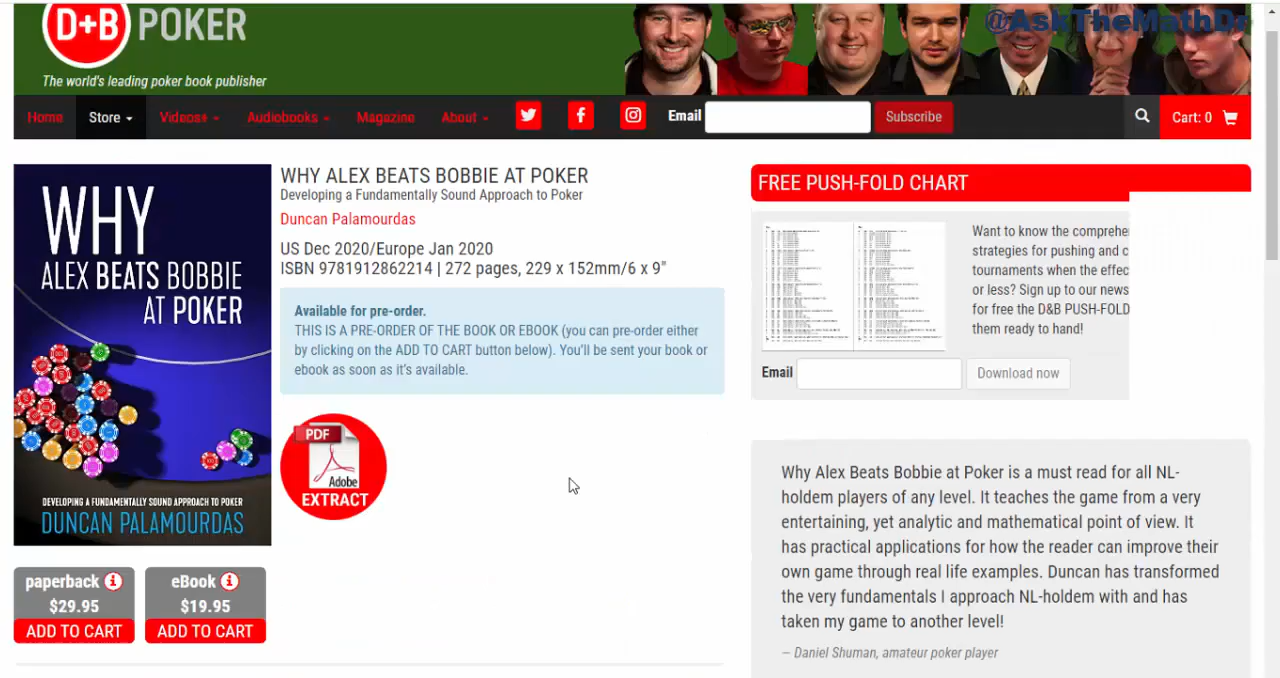 D+B POKER
The world's leading poker book publisher
@AskTheMathDr
Home Store Videos+ Audiobooks Magazine About Email Subscribe Cart: 0
WHY
ALEX BEATS BOBBIE
AT POKER
DEVELOPING A FUNDAMENTALLY SOUND APPROACH TO POKER
DUNCAN PALAMOURDAS
paperback
$29.95
ADD TO CART
eBook
$19.95
ADD TO CART
WHY ALEX BEATS BOBBIE AT POKER
Developing a Fundamentally Sound Approach to Poker
Duncan Palamourdas
US Dec 2020/Europe Jan 2020
ISBN 9781912862214 | 272 pages, 229 x 152mm/6 x 9"
Available for pre-order.
THIS IS A PRE-ORDER OF THE BOOK OR EBOOK (you can pre-order either
by clicking on the ADD TO CART button below). You'll be sent your book or
ebook as soon as it's available.
PDF
Adobe
EXTRACT
FREE PUSH-FOLD CHART
Want to know the comprehe
strategies for pushing and c
tournaments when the effec
or less? Sign up to our news
for free the D&B PUSH-FOLD
them ready to hand!
Email Download now
Why Alex Beats Bobbie at Poker is a must read for all NL-
holdem players of any level. It teaches the game from a very
entertaining, yet analytic and mathematical point of view. It
has practical applications for how the reader can improve their
own game through real life examples. Duncan has transformed
the very fundamentals I approach NL-holdem with and has
taken my game to another level!
— Daniel Shuman, amateur poker player